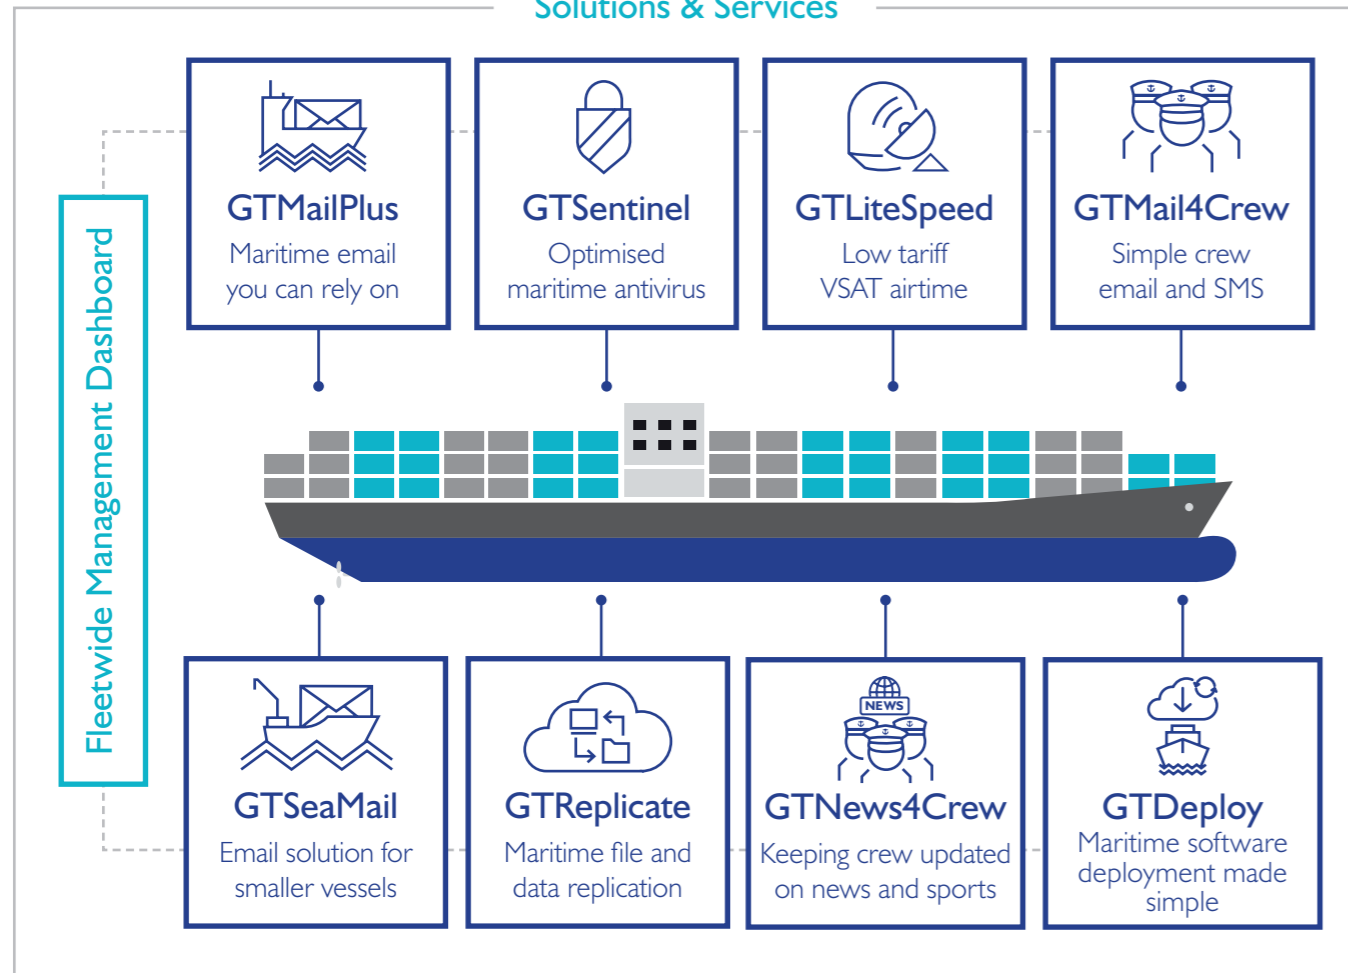 Solutions & Services
GTMailPlus
Maritime email
you can rely on
GTSentinel
Optimised
maritime antivirus
GTLiteSpeed
Low tariff
VSAT airtime
GTMail4Crew
Simple crew
email and SMS
Fleetwide Management Dashboard
GTSeaMail
Email solution for
smaller vessels
GTReplicate
Maritime file and
data replication
NEWS
GTNews4Crew
Keeping crew updated
on news and sports
GTDeploy
Maritime software
deployment made
simple